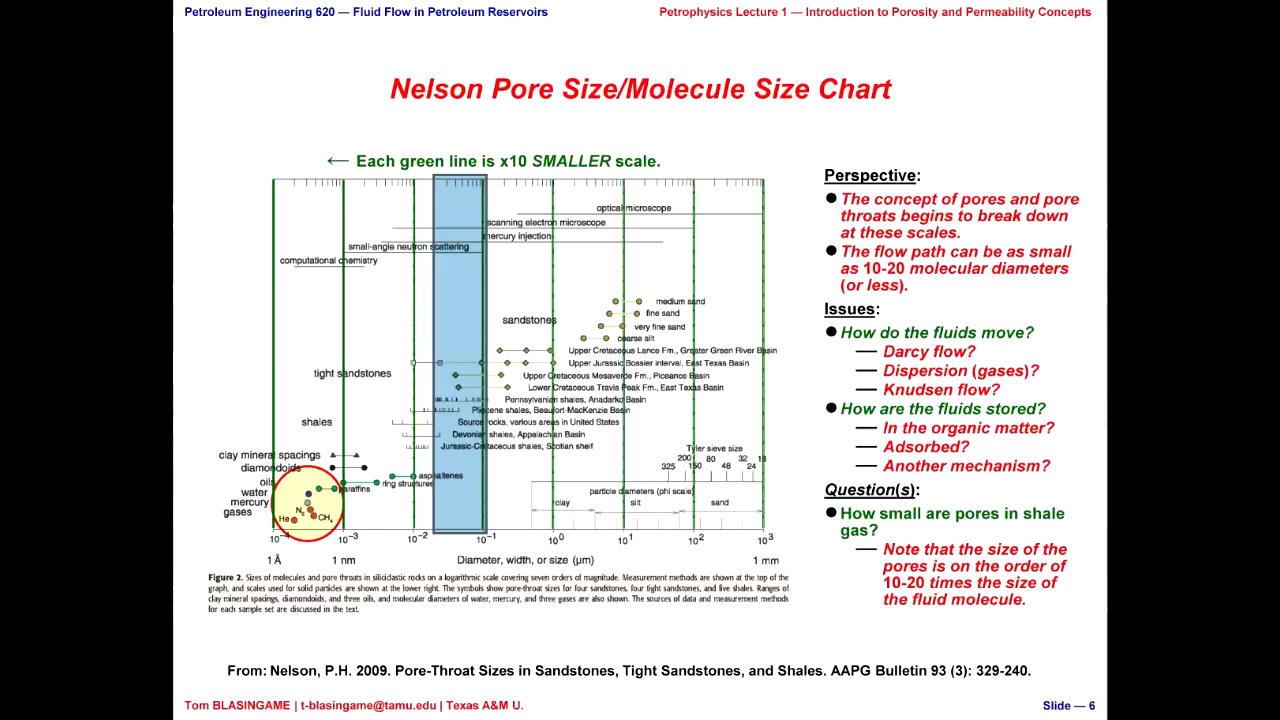 Petroleum Engineering 620 — Fluid Flow in Petroleum Reservoirs
Petrophysics Lecture 1 — Introduction to Porosity and Permeability Concepts
Nelson Pore Size/Molecule Size Chart
← Each green line is x10 SMALLER scale.
optical microscope
scanning electron microscope
mercury injection
small-angle neutron scattering
computational chemistry
medium sand
fine sand
sandstones
very fine sand
coarse silt
Upper Cretaceous Lance Fm., Greater Green River Basin
Upper Jurassic Bossier interval, East Texas Basin
tight sandstones
Upper Cretaceous Mesaverde Fm., Piceance Basin
Lower Cretaceous Travis Peak Fm., East Texas Basin
Pennsylvanian shales, Anadarko Basin
Pliocene shales, Beaufort-MacKenzie Basin
shales
Source rocks, various areas in United States
Devonian shales, Appalachian Basin
Jurassic-Cretaceous shales, Scotian shelf
Tyler sieve size
clay mineral spacings
200 80 32 16
diamondoids
325 150 48 24
asphaltenes
oils
ring structures
paraffins
water
mercury
gases
N2
He
CH4
particle diameters (phi scale)
clay silt sand
10-4 10-3 10-2 10-1 100 101 102 103
1 Å 1 nm Diameter, width, or size (μm) 1 mm
Figure 2. Sizes of molecules and pore throats in siliciclastic rocks on a logarithmic scale covering seven orders of magnitude. Measurement methods are shown at the top of the
graph, and scales used for solid particles are shown at the lower right. The symbols show pore-throat sizes for four sandstones, four tight sandstones, and five shales. Ranges of
clay mineral spacings, diamondoids, and three oils, and molecular diameters of water, mercury, and three gases are also shown. The sources of data and measurement methods
for each sample set are discussed in the text.
Perspective:
● The concept of pores and pore
throats begins to break down
at these scales.
● The flow path can be as small
as 10-20 molecular diameters
(or less).
Issues:
● How do the fluids move?
— Darcy flow?
— Dispersion (gases)?
— Knudsen flow?
● How are the fluids stored?
— In the organic matter?
— Adsorbed?
— Another mechanism?
Question(s):
● How small are pores in shale
gas?
— Note that the size of the
pores is on the order of
10-20 times the size of
the fluid molecule.
From: Nelson, P.H. 2009. Pore-Throat Sizes in Sandstones, Tight Sandstones, and Shales. AAPG Bulletin 93 (3): 329-240.
Tom BLASINGAME | t-blasingame@tamu.edu | Texas A&M U.
Slide — 6